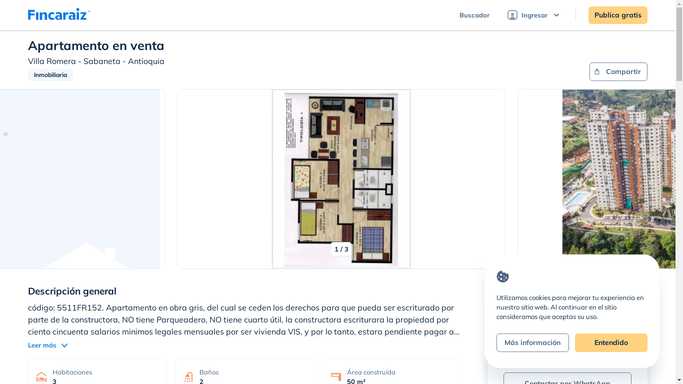 Fincaraiz
Buscador
Ingresar
Publica gratis
Apartamento en venta
Villa Romera - Sabaneta - Antioquia
Inmobiliaria
Compartir
1 / 3
Descripción general
código: 5511FR152. Apartamento en obra gris, del cual se ceden los derechos para que pueda ser escriturado por
parte de la constructora, NO tiene Parqueadero, NO tiene cuarto útil, la constructora escriturara la propiedad por
ciento cincuenta salarios minimos legales mensuales por ser vivienda VIS, y por lo tanto, estara pendiente pagar a...
Leer más
Habitaciones
3
Baños
2
Área construida
50 m²
Utilizamos cookies para mejorar tu experiencia en
nuestro sitio web. Al continuar en el sitio
consideramos que aceptas su uso.
Más información
Entendido
Contactar por WhatsApp